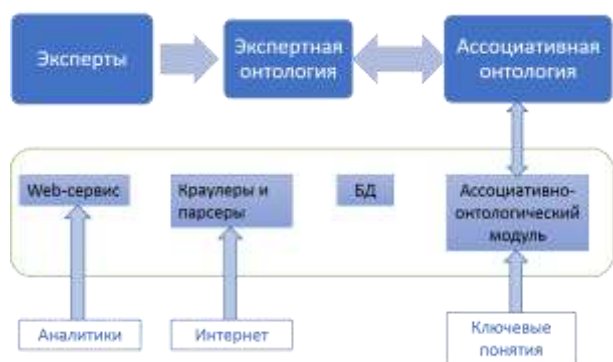 Эксперты
Экспертная
онтология
Ассоциативная
онтология
Web-сервис
Краулеры и
парсеры
БД
Ассоциативно-
онтологический
модуль
Аналитики
Интернет
Ключевые
понятия